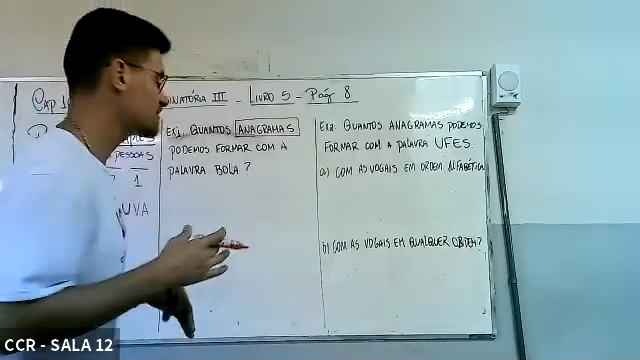 CAP 1 INATÓRIA III - LIVRO 5 - PÁG 8
PESSOAS
1
UVA
EX1: QUANTOS ANAGRAMAS
PODEMOS FORMAR COM A
PALAVRA BOLA?
EX2: QUANTOS ANAGRAMAS PODEMOS
FORMAR COM A PALAVRA UFES.
a) COM AS VOGAIS EM ORDEM ALFABÉTICA
b) COM AS VOGAIS EM QUALQUER ORDEM?
CCR - SALA 12